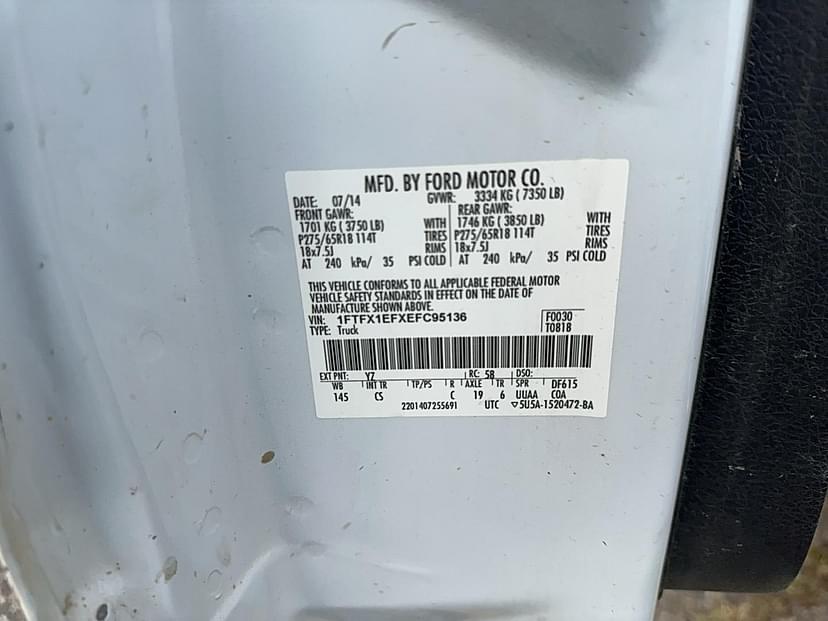 MFD. BY FORD MOTOR CO.
DATE: 07/14 GVWR: 3334 KG ( 7350 LB)
FRONT GAWR: REAR GAWR:
1701 KG ( 3750 LB) WITH 1746 KG ( 3850 LB) WITH
P275/65R18 114T TIRES P275/65R18 114T TIRES
18x7.5J RIMS 18x7.5J RIMS
AT 240 kPa/ 35 PSI COLD AT 240 kPa/ 35 PSI COLD
THIS VEHICLE CONFORMS TO ALL APPLICABLE FEDERAL MOTOR
VEHICLE SAFETY STANDARDS IN EFFECT ON THE DATE OF
MANUFACTURE SHOWN ABOVE.
VIN: 1FTFX1EFXEFC95136 F0030
TYPE: Truck T0818
EXT PNT: YZ RC: 58 DSO:
WB INT TR TP/PS R AXLE TR SPR DF615
145 CS C 19 6 UUAA COA
2201407255691 UTC ▽5U5A-1520472-BA